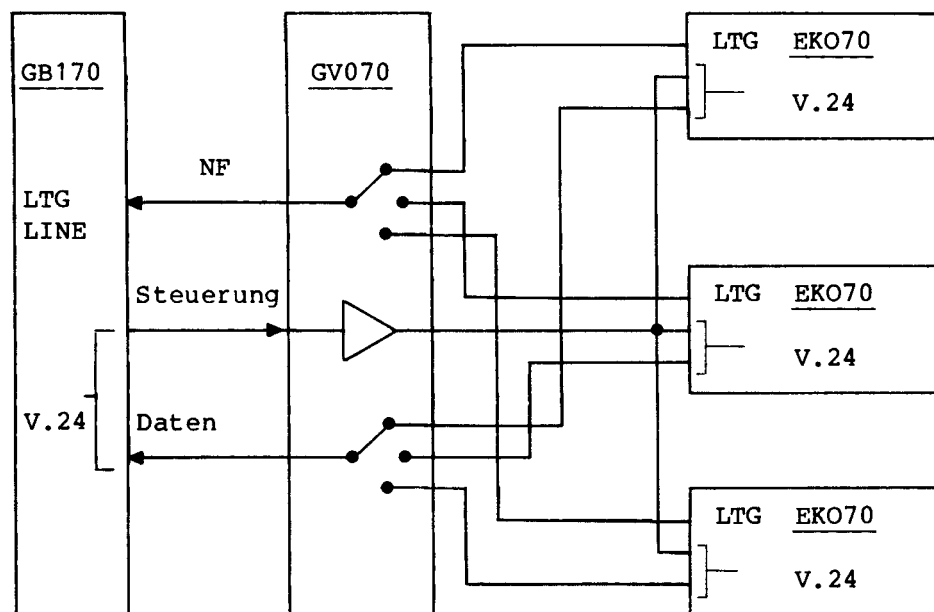 GB170
LTG
LINE
V.24
NF
Steuerung
Daten
GV070
LTG EKO70
V.24
LTG EKO70
V.24
LTG EKO70
V.24